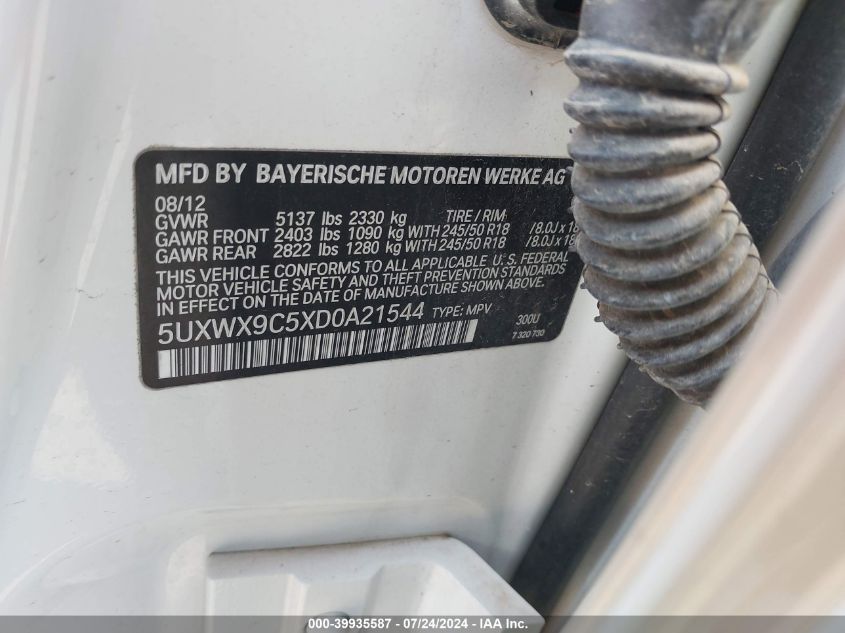 MFD BY BAYERISCHE MOTOREN WERKE AG
08/12
GVWR 5137 lbs 2330 kg TIRE / RIM
GAWR FRONT 2403 lbs 1090 kg WITH 245/50 R18 /8.0J x 18
GAWR REAR 2822 lbs 1280 kg WITH 245/50 R18 /8.0J x 18
THIS VEHICLE CONFORMS TO ALL APPLICABLE U.S. FEDERAL
MOTOR VEHICLE SAFETY AND THEFT PREVENTION STANDARDS
IN EFFECT ON THE DATE OF MANUFACTURE SHOWN ABOVE.
5UXWX9C5XD0A21544 TYPE: MPV 300U
7 320 730
000-39935587 / 07/24/2024 / IAAI.com